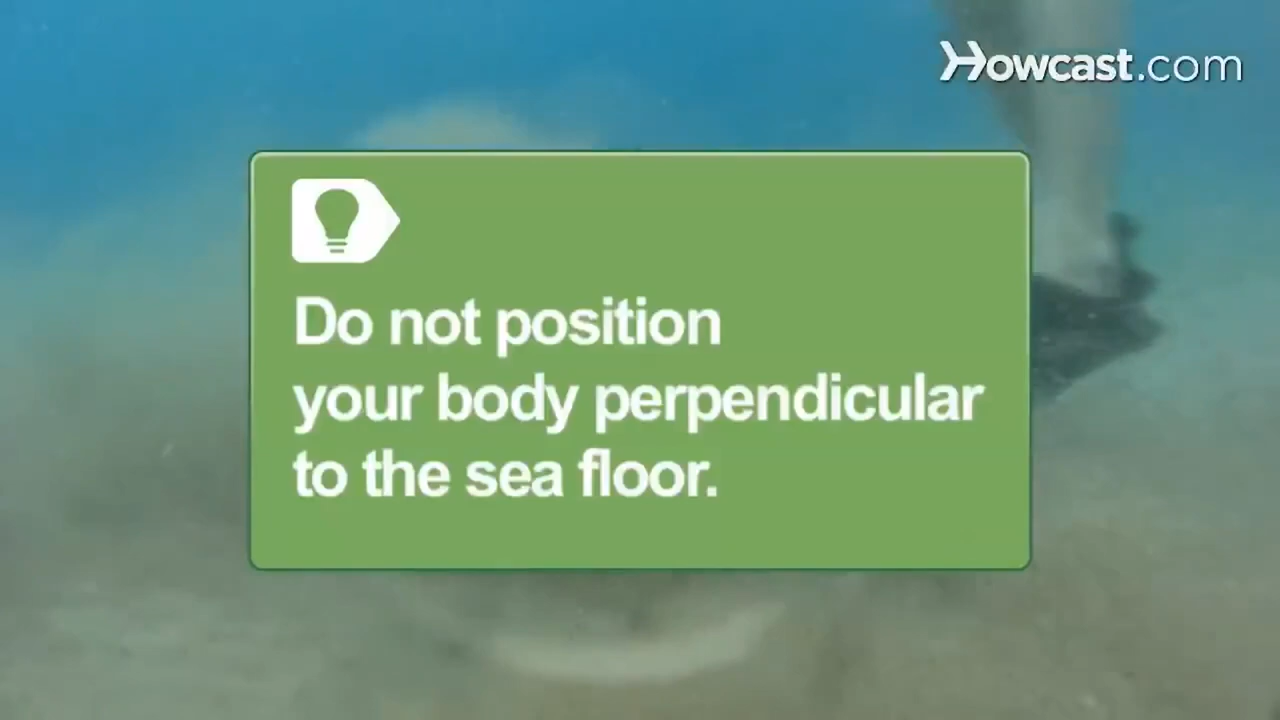 Howcast.com
Do not position
your body perpendicular
to the sea floor.